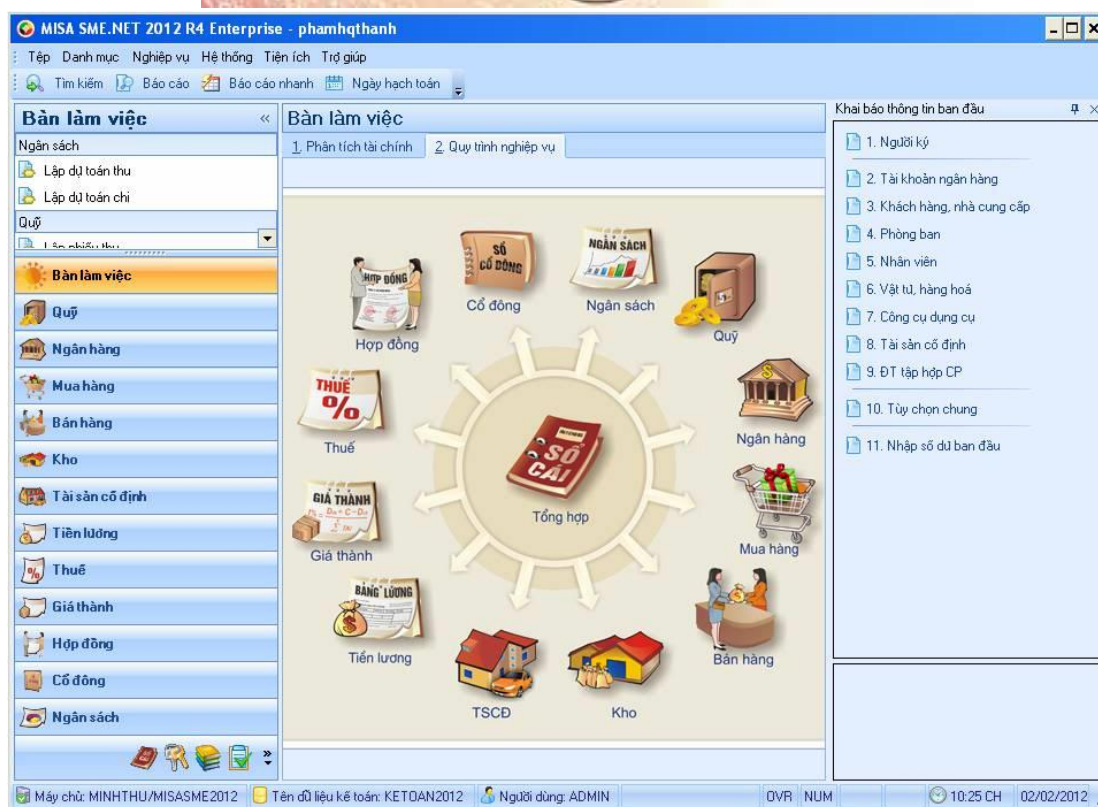 MISA SME.NET 2012 R4 Enterprise - phamhqthanh
Tệp Danh mục Nghiệp vụ Hệ thống Tiện ích Trợ giúp
Tìm kiếm Báo cáo Báo cáo nhanh Ngày hạch toán
Bàn làm việc
Ngân sách
Lập dự toán thu
Lập dự toán chi
Quỹ
Lập phiếu thu
Bàn làm việc
Quỹ
Ngân hàng
Mua hàng
Bán hàng
Kho
Tài sản cố định
Tiền lương
Thuế
Giá thành
Hợp đồng
Cổ đông
Ngân sách
Bàn làm việc
1. Phân tích tài chính 2. Quy trình nghiệp vụ
HỢP ĐỒNG
Hợp đồng
SỔ
CỔ ĐÔNG
Cổ đông
NGÂN SÁCH
Ngân sách
Quỹ
THUẾ
%
Thuế
Ngân hàng
SỔ
CÁI
Tổng hợp
GIÁ THÀNH
Giá thành
Mua hàng
BẢNG LƯƠNG
Tiền lương
Bán hàng
TSCĐ
Kho
Khai báo thông tin ban đầu
1. Người ký
2. Tài khoản ngân hàng
3. Khách hàng, nhà cung cấp
4. Phòng ban
5. Nhân viên
6. Vật tư, hàng hoá
7. Công cụ dụng cụ
8. Tài sản cố định
9. ĐT tập hợp CP
10. Tùy chọn chung
11. Nhập số dư ban đầu
Máy chủ: MINHTHU/MISASME2012 Tên dữ liệu kế toán: KETOAN2012 Người dùng: ADMIN OVR NUM 10:25 CH 02/02/2012